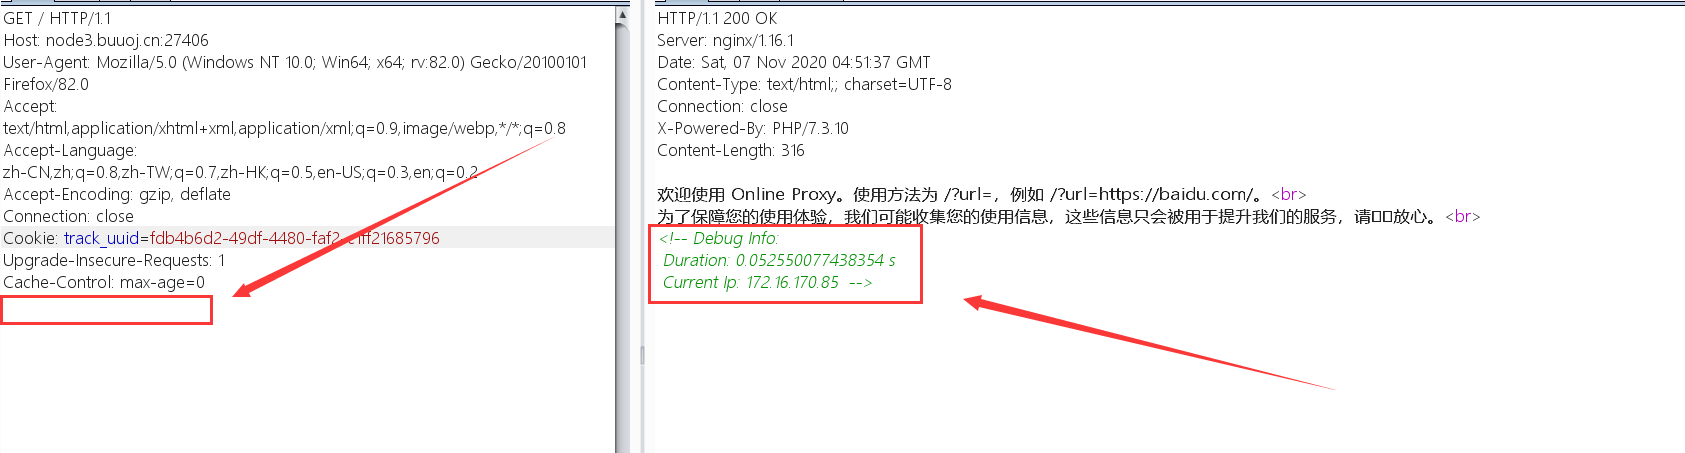 GET / HTTP/1.1
Host: node3.buuoj.cn:27406
User-Agent: Mozilla/5.0 (Windows NT 10.0; Win64; x64; rv:82.0) Gecko/20100101
Firefox/82.0
Accept:
text/html,application/xhtml+xml,application/xml;q=0.9,image/webp,*/*;q=0.8
Accept-Language:
zh-CN,zh;q=0.8,zh-TW;q=0.7,zh-HK;q=0.5,en-US;q=0.3,en;q=0.2
Accept-Encoding: gzip, deflate
Connection: close
Cookie: track_uuid=fdb4b6d2-49df-4480-faf2-
Upgrade-Insecure-Requests: 1
Cache-Control: max-age=0
HTTP/1.1 200 OK
Server: nginx/1.16.1
Date: Sat, 07 Nov 2020 04:51:37 GMT
Content-Type: text/html;; charset=UTF-8
Connection: close
X-Powered-By: PHP/7.3.10
Content-Length: 316
欢迎使用 Online Proxy。使用方法为 /?url=，例如 /?url=https://baidu.com/。<br>
为了保障您的使用体验，我们可能收集您的使用信息，这些信息只会被用于提升我们的服务，请放心。<br>
<!-- Debug Info:
Duration: 0.052550077438354 s
Current Ip: 172.16.170.85 -->